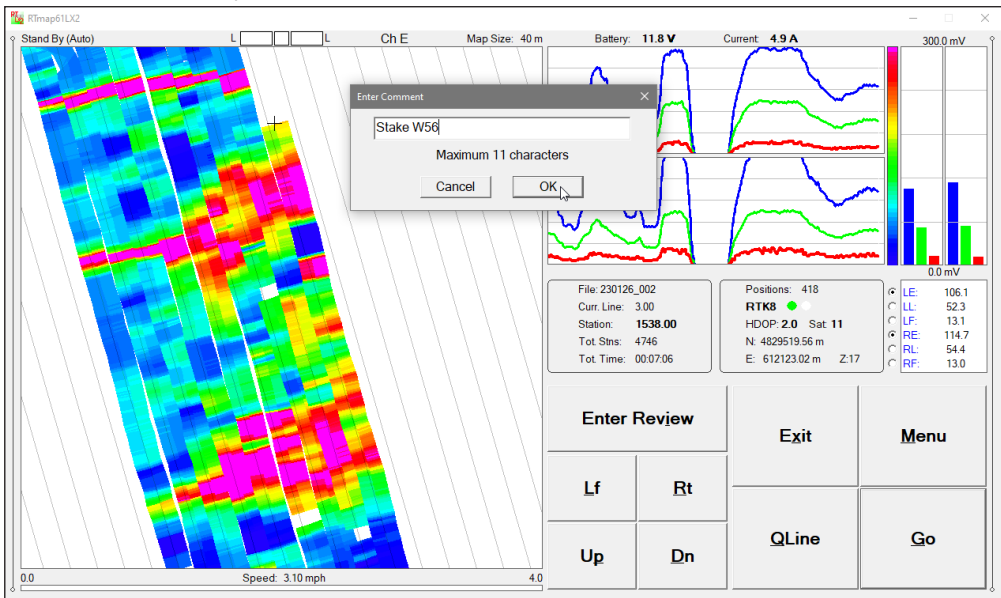 RTmap61LX2
Stand By (Auto)
L
L
Ch E
Map Size: 40 m
Battery: 11.8 V
Current: 4.9 A
300.0 mV
Enter Comment
Stake W56
Maximum 11 characters
Cancel
OK
0.0 mV
File: 230126_002
Curr. Line: 3.00
Station: 1538.00
Tot. Stns: 4746
Tot. Time: 00:07:06
Positions: 418
RTK8
HDOP: 2.0 Sat: 11
N: 4829519.56 m
E: 612123.02 m Z:17
LE: 106.1
LL: 52.3
LF: 13.1
RE: 114.7
RL: 54.4
RF: 13.0
Enter Review
Exit
Menu
Lf
Rt
QLine
Go
Up
Dn
0.0
Speed: 3.10 mph
4.0